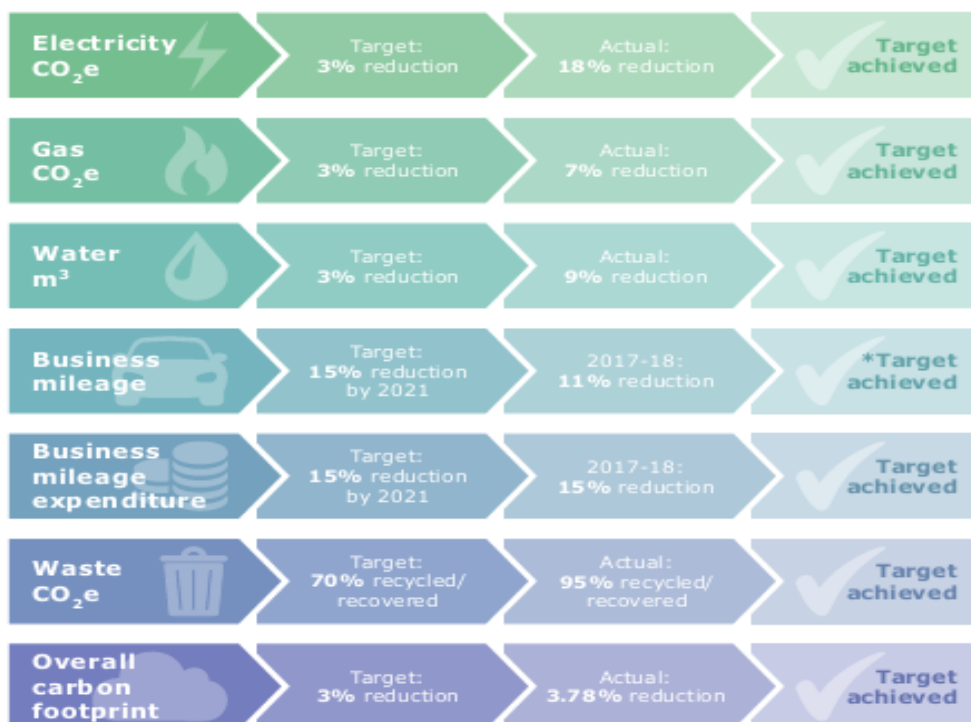 Electricity
CO₂e
Target:
3% reduction
Actual:
18% reduction
Target
achieved
Gas
CO₂e
Target:
3% reduction
Actual:
7% reduction
Target
achieved
Water
m³
Target:
3% reduction
Actual:
9% reduction
Target
achieved
Business
mileage
Target:
15% reduction
by 2021
2017-18:
11% reduction
*Target
achieved
Business
mileage
expenditure
Target:
15% reduction
by 2021
2017-18:
15% reduction
Target
achieved
Waste
CO₂e
Target:
70% recycled/
recovered
Actual:
95% recycled/
recovered
Target
achieved
Overall
carbon
footprint
Target:
3% reduction
Actual:
3.78% reduction
Target
achieved